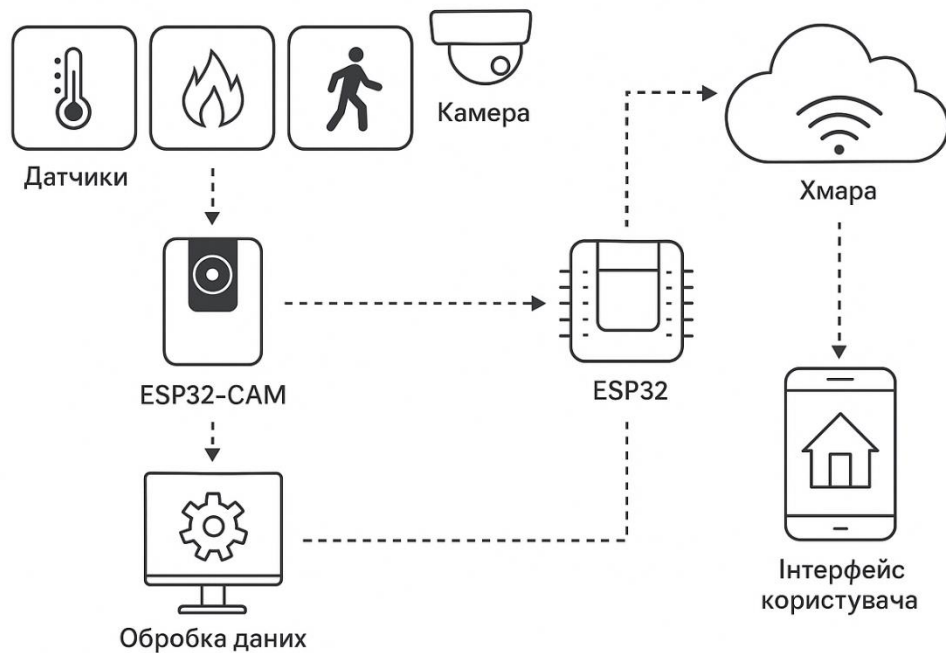 Камера
Датчики
Хмара
ESP32-CAM
ESP32
Інтерфейс
користувача
Обробка даних